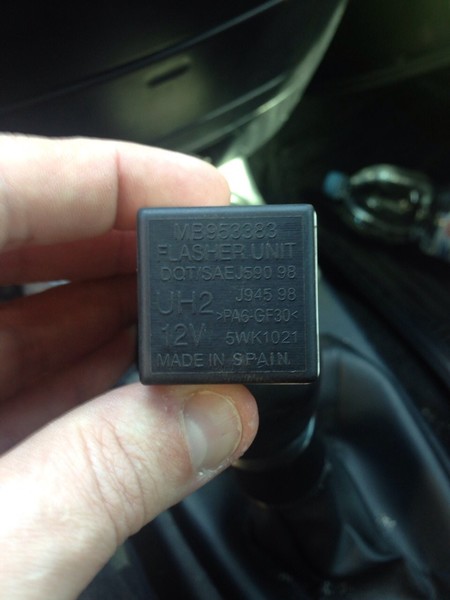 MB953383
FLASHER UNIT
DOT/SAEJ590 98
UH2 J945 98
>PA6-GF30<
12V 5WK1021
MADE IN SPAIN